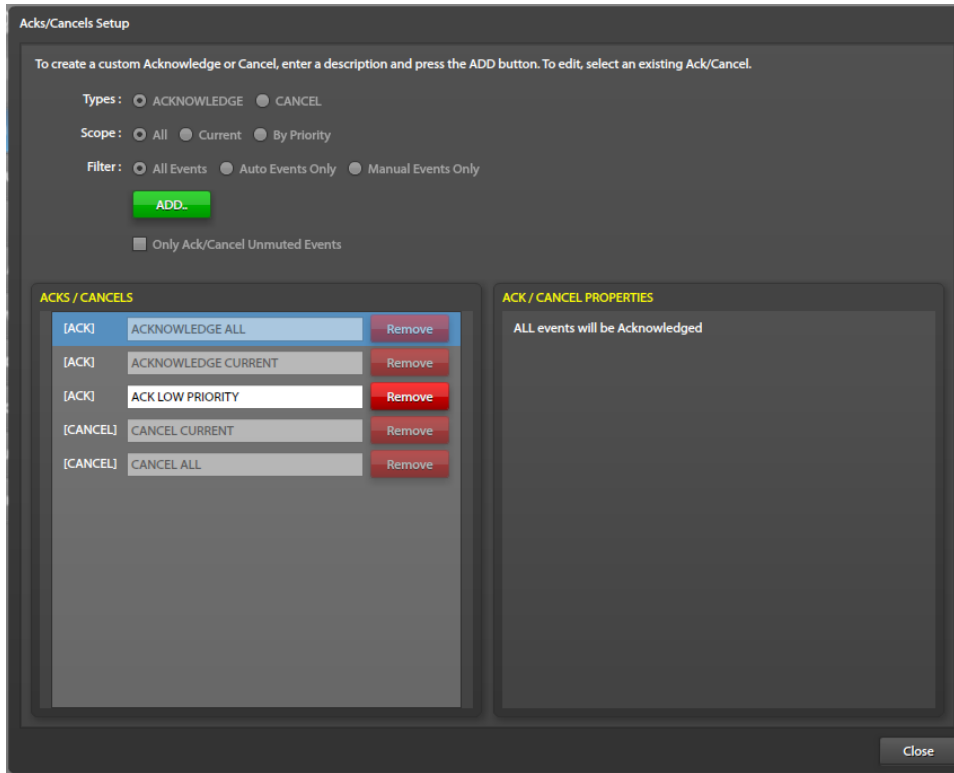 Acks/Cancels Setup
To create a custom Acknowledge or Cancel, enter a description and press the ADD button. To edit, select an existing Ack/Cancel.
Types : ACKNOWLEDGE CANCEL
Scope : All Current By Priority
Filter : All Events Auto Events Only Manual Events Only
ADD..
Only Ack/Cancel Unmuted Events
ACKS / CANCELS
[ACK] ACKNOWLEDGE ALL Remove
[ACK] ACKNOWLEDGE CURRENT Remove
[ACK] ACK LOW PRIORITY Remove
[CANCEL] CANCEL CURRENT Remove
[CANCEL] CANCEL ALL Remove
ACK / CANCEL PROPERTIES
ALL events will be Acknowledged
Close